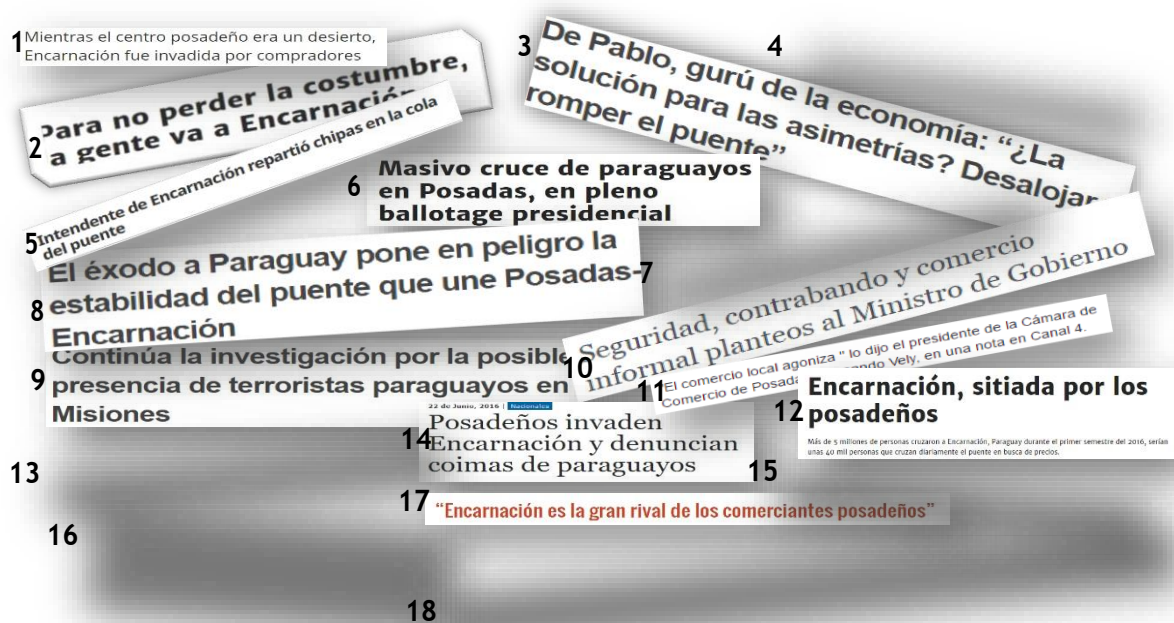 1
Mientras el centro posadeño era un desierto,
Encarnación fue invadida por compradores
2
Para no perder la costumbre,
a gente va a Encarnación
3
De Pablo, gurú de la economía: “¿La
solución para las asimetrías? Desalojar
romper el puente”
4
5
Intendente de Encarnación repartió chipas en la cola
del puente
6
Masivo cruce de paraguayos
en Posadas, en pleno
ballotage presidencial
7
8
El éxodo a Paraguay pone en peligro la
estabilidad del puente que une Posadas-
Encarnación
9
Continúa la investigación por la posible
presencia de terroristas paraguayos en
Misiones
10
Seguridad, contrabando y comercio
informal planteos al Ministro de Gobierno
11
"El comercio local agoniza " lo dijo el presidente de la Cámara de
Comercio de Posada Vely, en una nota en Canal 4.
12
Encarnación, sitiada por los
posadeños
Más de 5 millones de personas cruzaron a Encarnación, Paraguay durante el primer semestre del 2016, serían
unas 40 mil personas que cruzan diariamente el puente en busca de precios.
13
14
22 de Junio, 2016 | Nacionales
Posadeños invaden
Encarnación y denuncian
coimas de paraguayos
15
16
17
“Encarnación es la gran rival de los comerciantes posadeños”
18